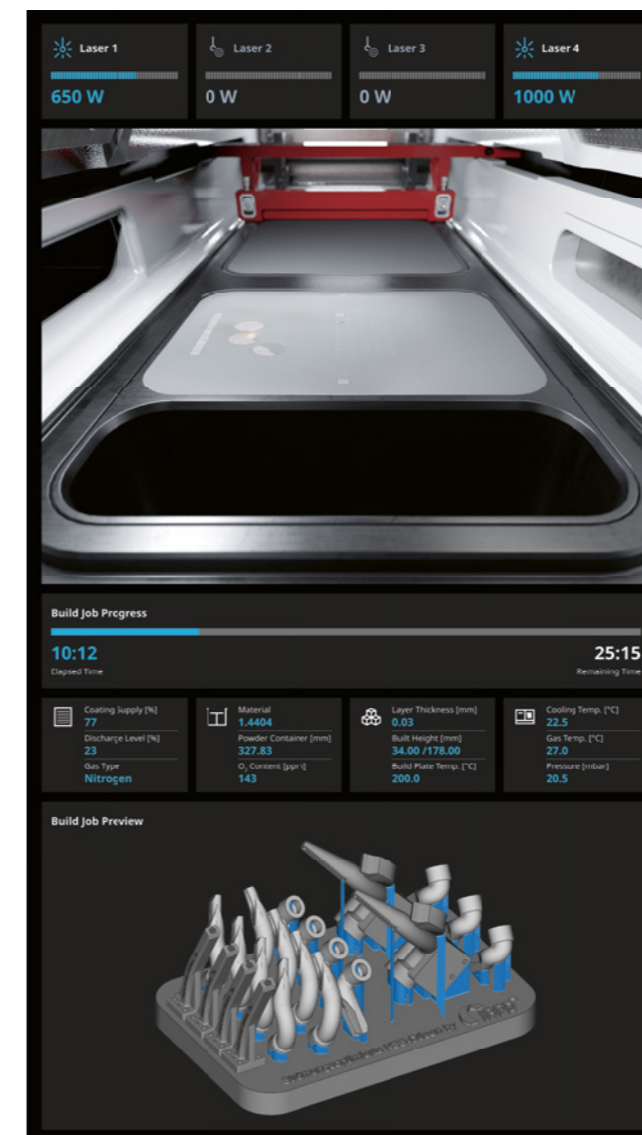 Laser 1
Laser 2
Laser 3
Laser 4
650 W
0 W
0 W
1000 W
Build Job Progress
10:12
25:15
Elapsed Time
Remaining Time
Coating Supply [%]
77
Discharge Level [%]
23
Gas Type
Nitrogen
Material
1.4404
Powder Container [mm]
327.83
O₂ Content [ppm]
143
Layer Thickness [mm]
0.03
Built Height [mm]
34.00 /178.00
Build Plate Temp. [°C]
200.0
Cooling Temp. [°C]
22.5
Gas Temp. [°C]
27.0
Pressure [mbar]
20.5
Build Job Preview